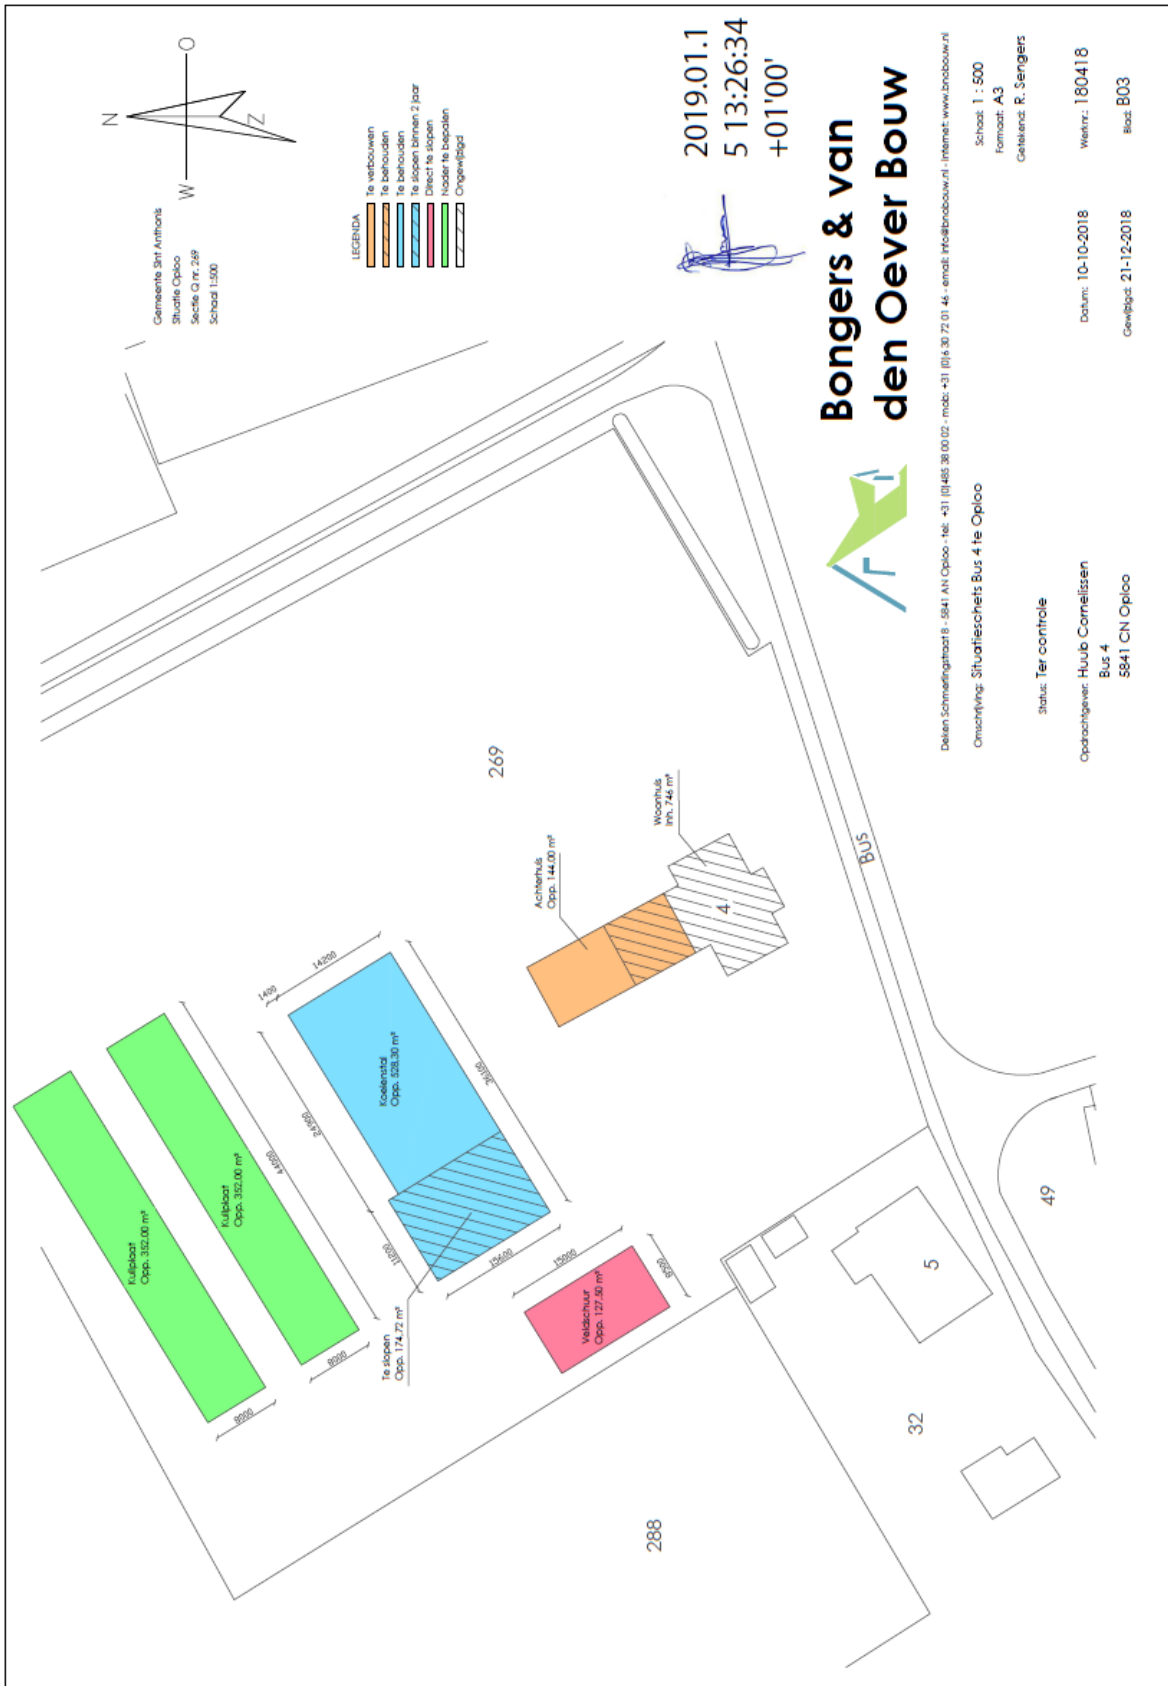 Gemeente Sint Anthonis
Situatie Oploo
Sectie Q nr. 269
Schaal 1:500
N
O
W
Z
LEGENDA
Te verbouwen
Te behouden
Te behouden
Te slopen binnen 2 jaar
Direct te slopen
Nader te bepalen
Ongewijzigd
2019.01.1
5 13:26:34
+01'00'
Bongers & van
den Oever Bouw
Deken Schmerlingstraat 8 - 5841 AN Oploo - tel: +31 (0)485 38 00 02 - mob: +31 (0)6 30 72 01 46 - email: info@bnobouw.nl - internet: www.bnobouw.nl
Omschrijving: Situatieschets Bus 4 te Oploo
Schaal: 1 : 500
Formaat: A3
Getekend: R. Sengers
Status: Ter controle
Opdrachtgever: Huub Cornelissen
Bus 4
5841 CN Oploo
Datum: 10-10-2018
Werknr.: 180418
Gewijzigd: 21-12-2018
Blad: B03
Kuilplaat
Opp. 352.00 m²
9000
Kuilplaat
Opp. 352.00 m²
8000
44000
Koeienstal
Opp. 528.30 m²
1400
14200
24900
11200
36100
15600
Te slopen
Opp. 174.72 m²
Veldschuur
Opp. 127.50 m²
15000
8500
Achterhuis
Opp. 144.00 m²
Woonhuis
Inh. 746 m³
4
269
BUS
288
32
5
49